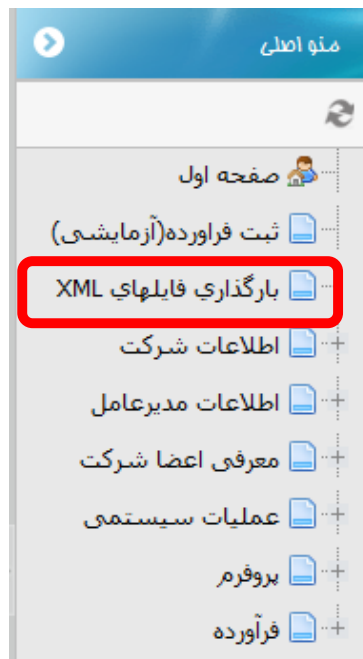 منو اصلی
صفحه اول
ثبت فراورده(آزمایشی)
بارگذاري فایلهاي XML
اطلاعات شرکت
اطلاعات مدیرعامل
معرفی اعضا شرکت
عملیات سیستمی
پروفرم
فرآورده